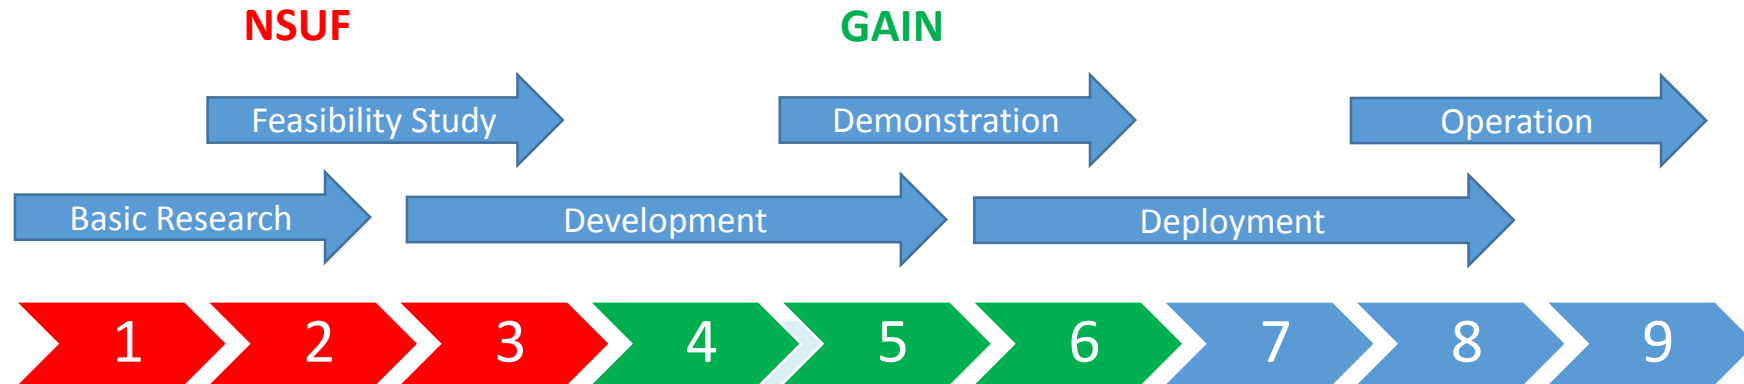 NSUF
GAIN
Feasibility Study
Demonstration
Operation
Basic Research
Development
Deployment
1
2
3
4
5
6
7
8
9